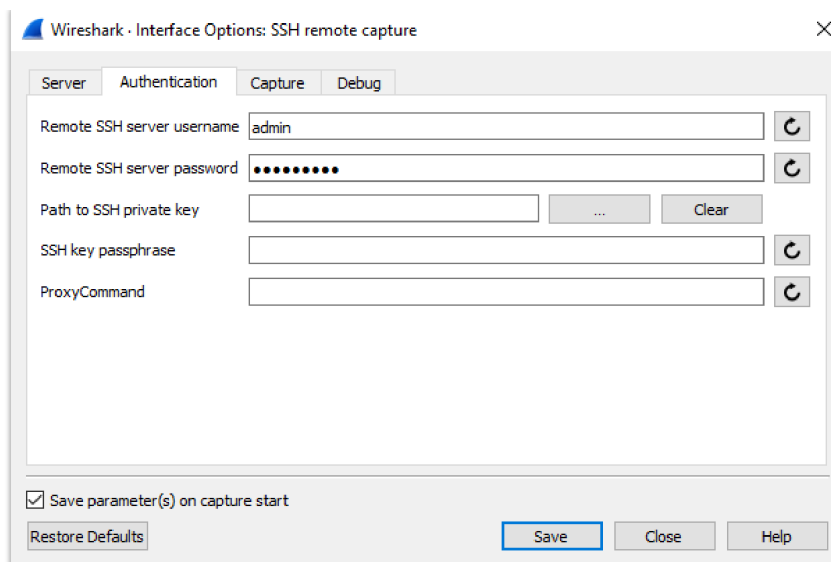 Wireshark · Interface Options: SSH remote capture
Server Authentication Capture Debug
Remote SSH server username admin
Remote SSH server password •••••••••
Path to SSH private key ... Clear
SSH key passphrase
ProxyCommand
Save parameter(s) on capture start
Restore Defaults Save Close Help